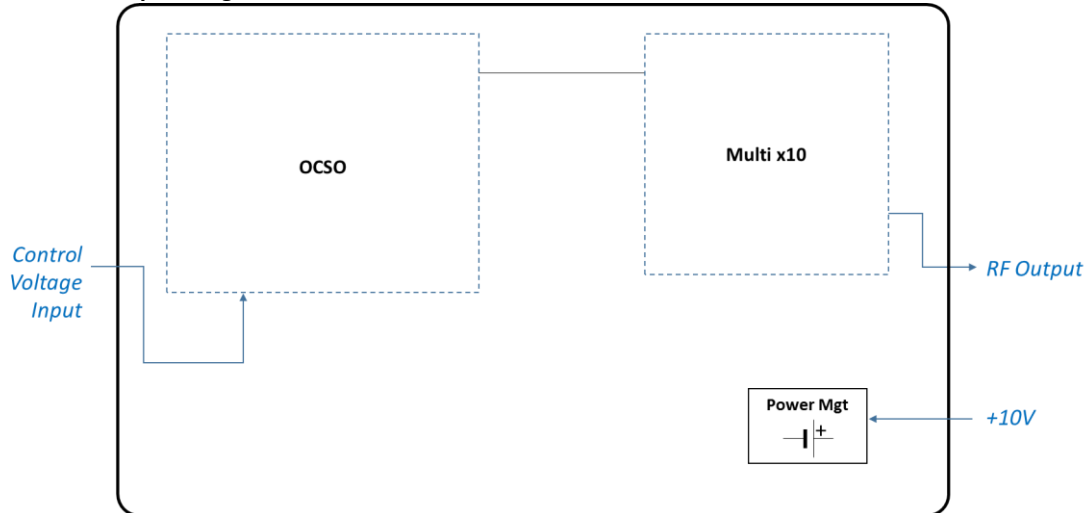 OCSO
Multi x10
Control
Voltage
Input
RF Output
Power Mgt
+
+10V